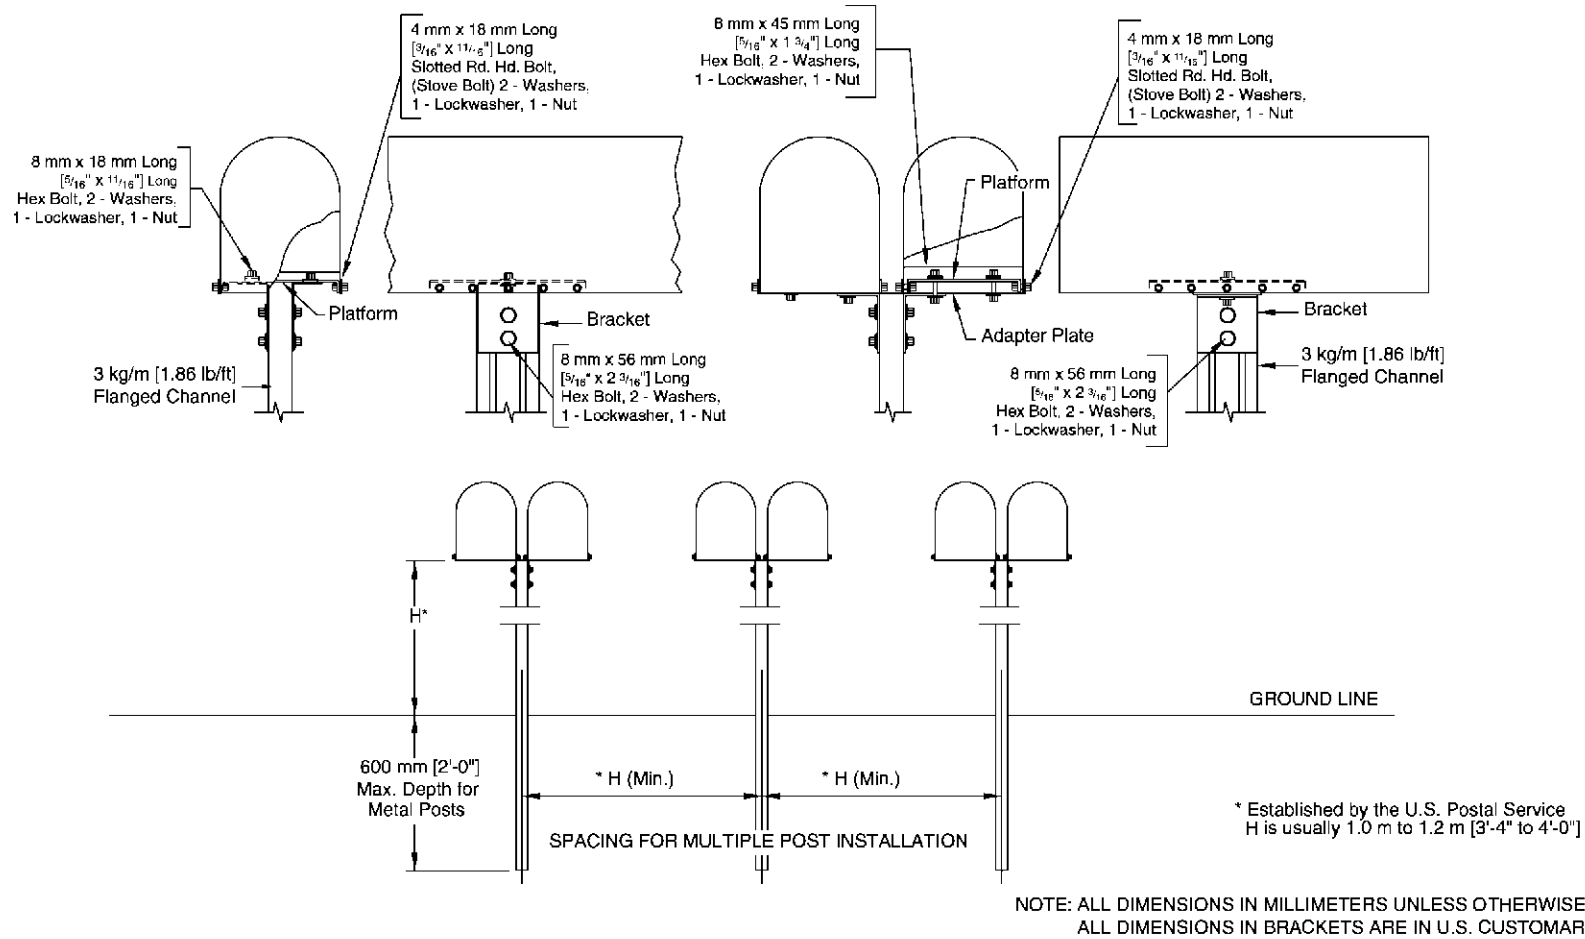 4 mm x 18 mm Long
[3/16" x 11/16"] Long
Slotted Rd. Hd. Bolt,
(Stove Bolt) 2 - Washers,
1 - Lockwasher, 1 - Nut
8 mm x 45 mm Long
[5/16" x 1 3/4"] Long
Hex Bolt, 2 - Washers,
1 - Lockwasher, 1 - Nut
4 mm x 18 mm Long
[3/16" x 11/16"] Long
Slotted Rd. Hd. Bolt,
(Stove Bolt) 2 - Washers,
1 - Lockwasher, 1 - Nut
8 mm x 18 mm Long
[5/16" x 11/16"] Long
Hex Bolt, 2 - Washers,
1 - Lockwasher, 1 - Nut
Platform
Platform
Bracket
Adapter Plate
Bracket
3 kg/m [1.86 lb/ft]
Flanged Channel
8 mm x 56 mm Long
[5/16" x 2 3/16"] Long
Hex Bolt, 2 - Washers,
1 - Lockwasher, 1 - Nut
8 mm x 56 mm Long
[5/16" x 2 3/16"] Long
Hex Bolt, 2 - Washers,
1 - Lockwasher, 1 - Nut
3 kg/m [1.86 lb/ft]
Flanged Channel
H*
GROUND LINE
600 mm [2'-0"]
Max. Depth for
Metal Posts
* H (Min.)
* H (Min.)
SPACING FOR MULTIPLE POST INSTALLATION
* Established by the U.S. Postal Service
H is usually 1.0 m to 1.2 m [3'-4" to 4'-0"]
NOTE: ALL DIMENSIONS IN MILLIMETERS UNLESS OTHERWISE
ALL DIMENSIONS IN BRACKETS ARE IN U.S. CUSTOMAR